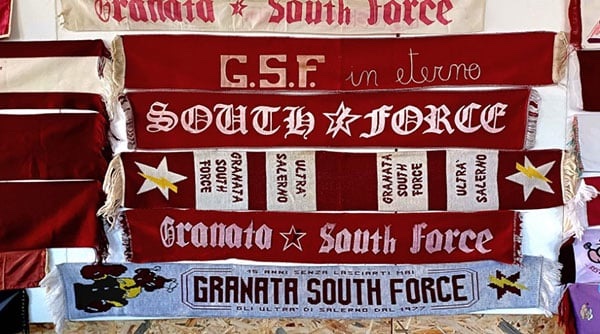 Granata ☆ South Force
G.S.F. in eterno
SOUTH ☆ FORCE
GRANATA SOUTH FORCE
ULTRA' SALERNO
GRANATA SOUTH FORCE
ULTRA' SALERNO
Granata ☆ South Force
15 ANNI SENZA LASCIARTI MAI
GRANATA SOUTH FORCE
GLI ULTRA' DI SALERNO DAL 1977